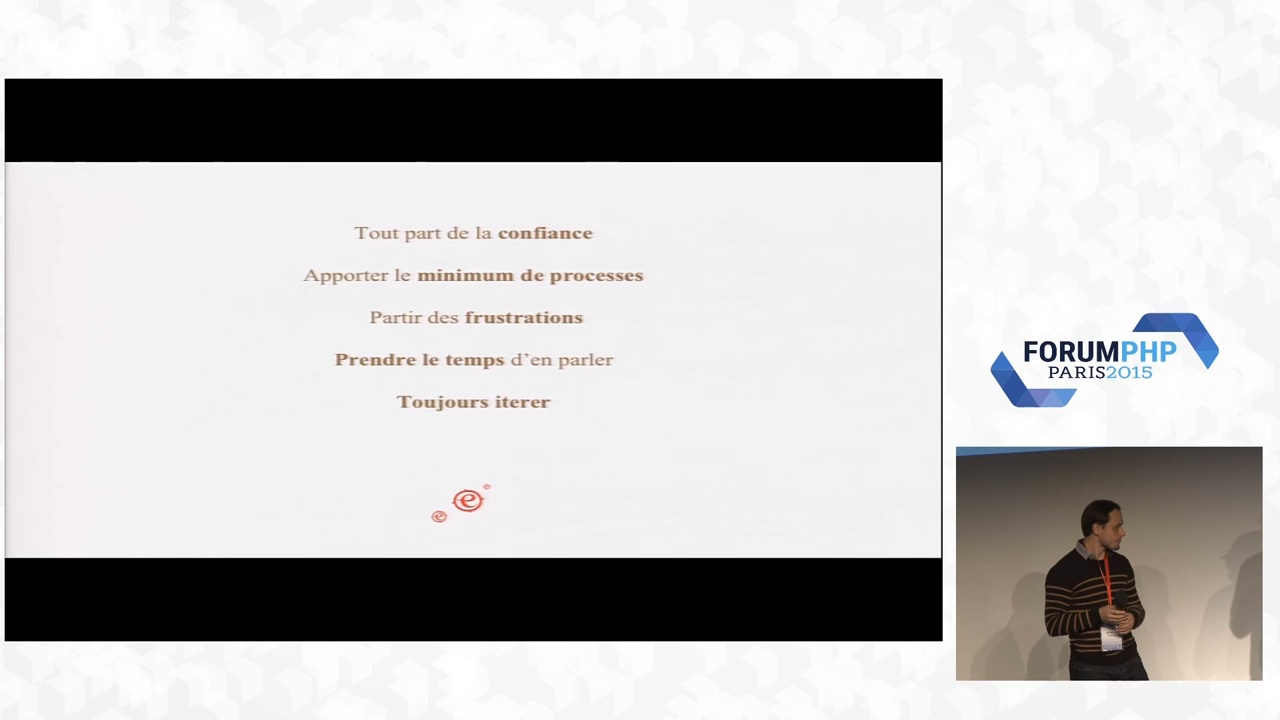 Tout part de la confiance
Apporter le minimum de processes
Partir des frustrations
Prendre le temps d'en parler
Toujours iterer
e
e
e
FORUMPHP
PARIS2015